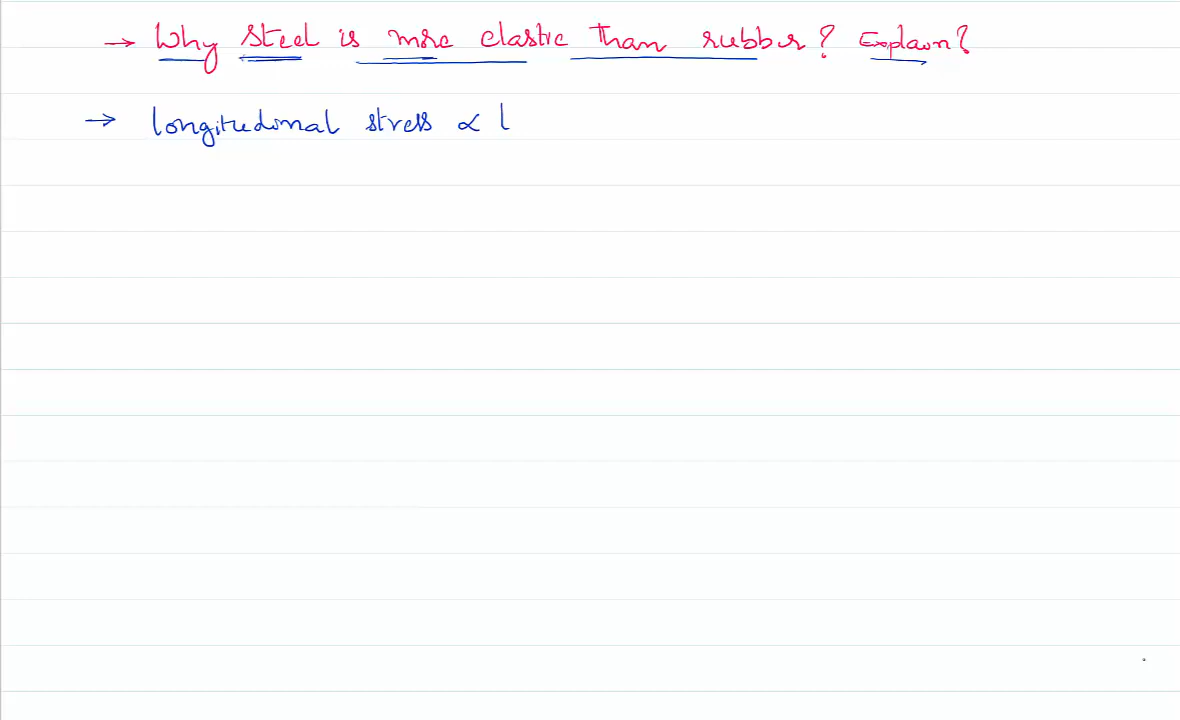 → Why steel is more elastic than rubber? Explain?
→ longitudinal stress ∝ l